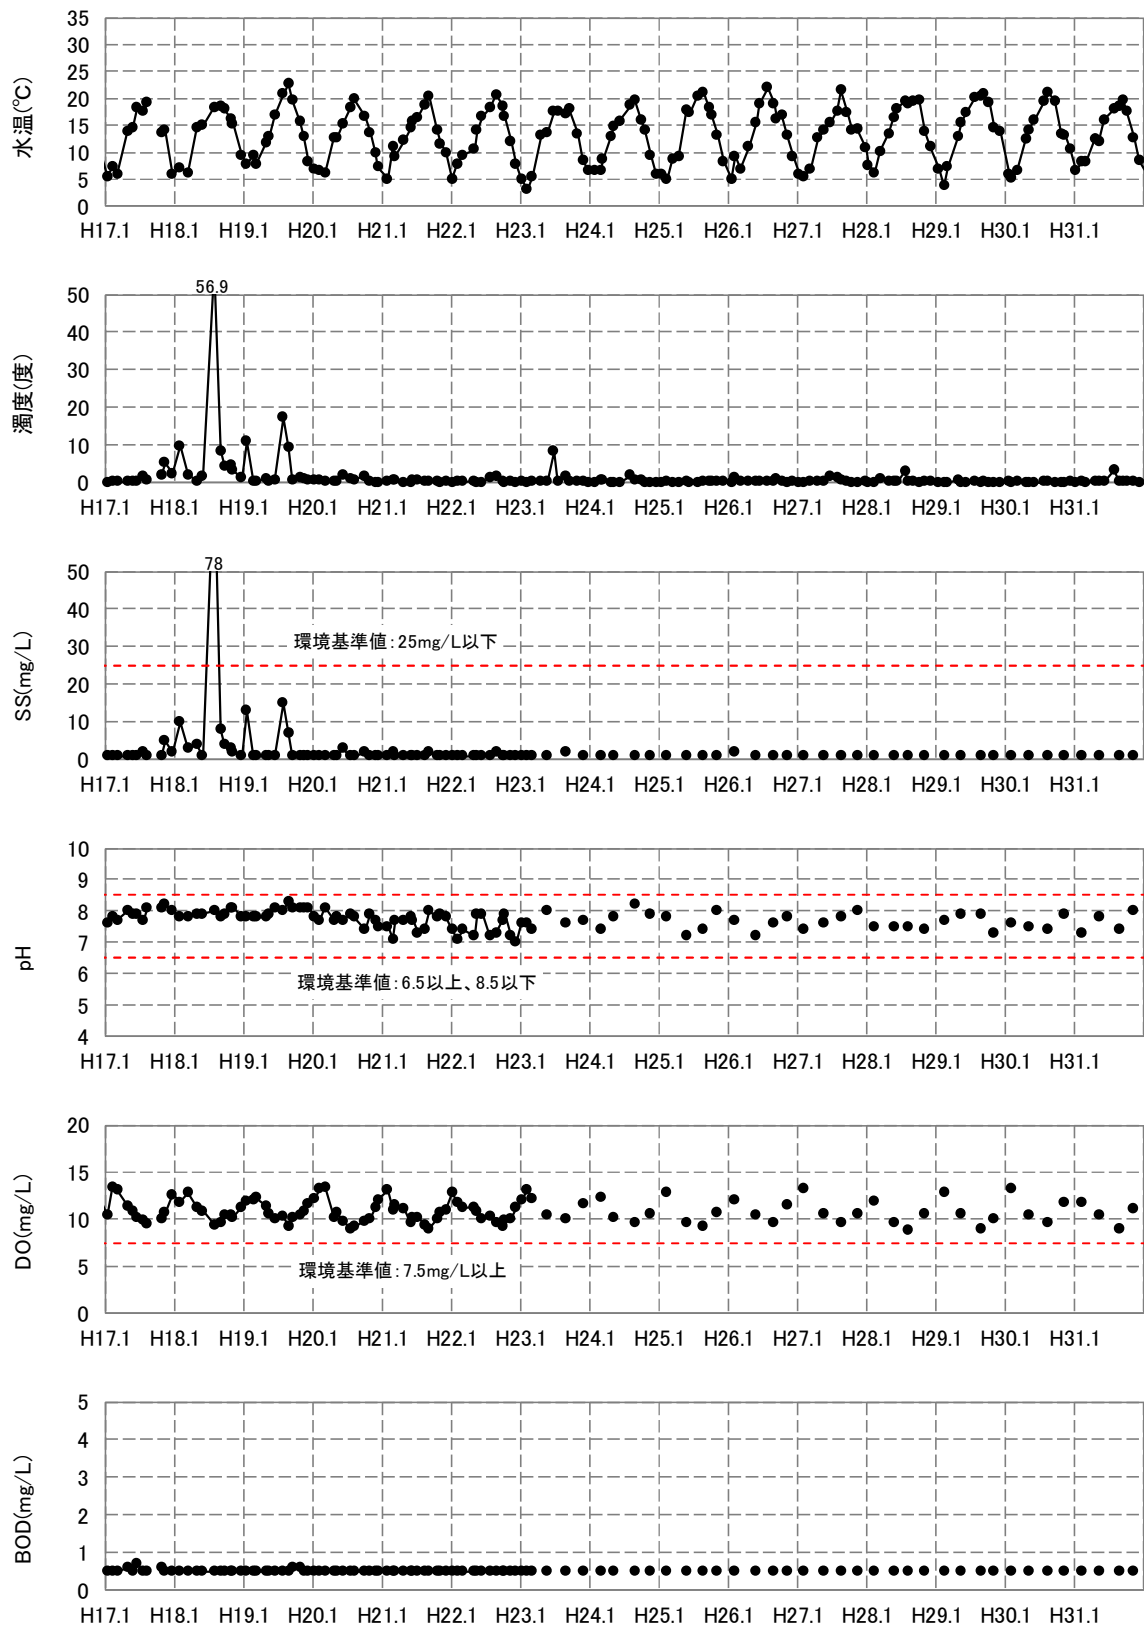 水温(℃)
35
30
25
20
15
10
5
0
H17.1 H18.1 H19.1 H20.1 H21.1 H22.1 H23.1 H24.1 H25.1 H26.1 H27.1 H28.1 H29.1 H30.1 H31.1
濁度(度)
56.9
50
40
30
20
10
0
H17.1 H18.1 H19.1 H20.1 H21.1 H22.1 H23.1 H24.1 H25.1 H26.1 H27.1 H28.1 H29.1 H30.1 H31.1
SS(mg/L)
78
50
40
30
20
10
0
環境基準値：25mg/L以下
H17.1 H18.1 H19.1 H20.1 H21.1 H22.1 H23.1 H24.1 H25.1 H26.1 H27.1 H28.1 H29.1 H30.1 H31.1
pH
10
9
8
7
6
5
4
環境基準値：6.5以上、8.5以下
H17.1 H18.1 H19.1 H20.1 H21.1 H22.1 H23.1 H24.1 H25.1 H26.1 H27.1 H28.1 H29.1 H30.1 H31.1
DO(mg/L)
20
15
10
5
0
環境基準値：7.5mg/L以上
H17.1 H18.1 H19.1 H20.1 H21.1 H22.1 H23.1 H24.1 H25.1 H26.1 H27.1 H28.1 H29.1 H30.1 H31.1
BOD(mg/L)
5
4
3
2
1
0
H17.1 H18.1 H19.1 H20.1 H21.1 H22.1 H23.1 H24.1 H25.1 H26.1 H27.1 H28.1 H29.1 H30.1 H31.1